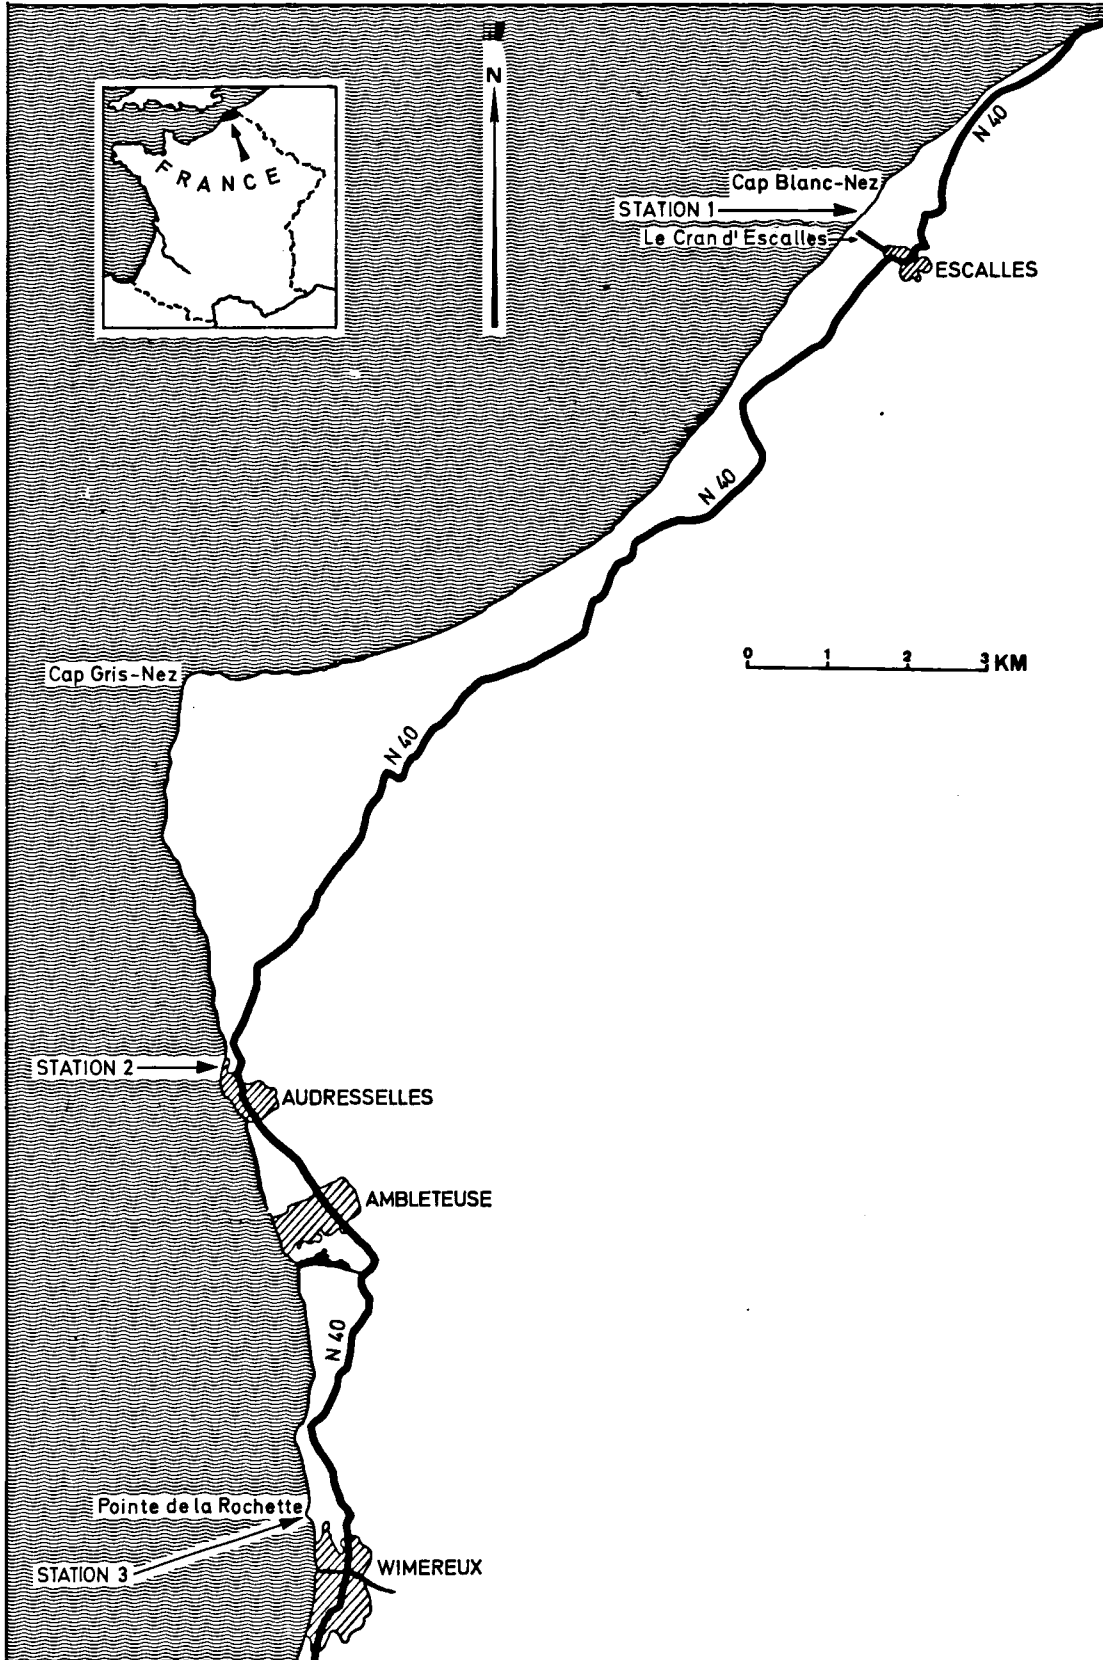 N
FRANCE
N 40
Cap Blanc-Nez
STATION 1
Le Cran d'Escalles
ESCALLES
N 40
0 1 2 3 KM
Cap Gris-Nez
N 40
STATION 2
AUDRESSELLES
AMBLETEUSE
N 40
Pointe de la Rochette
STATION 3
WIMEREUX